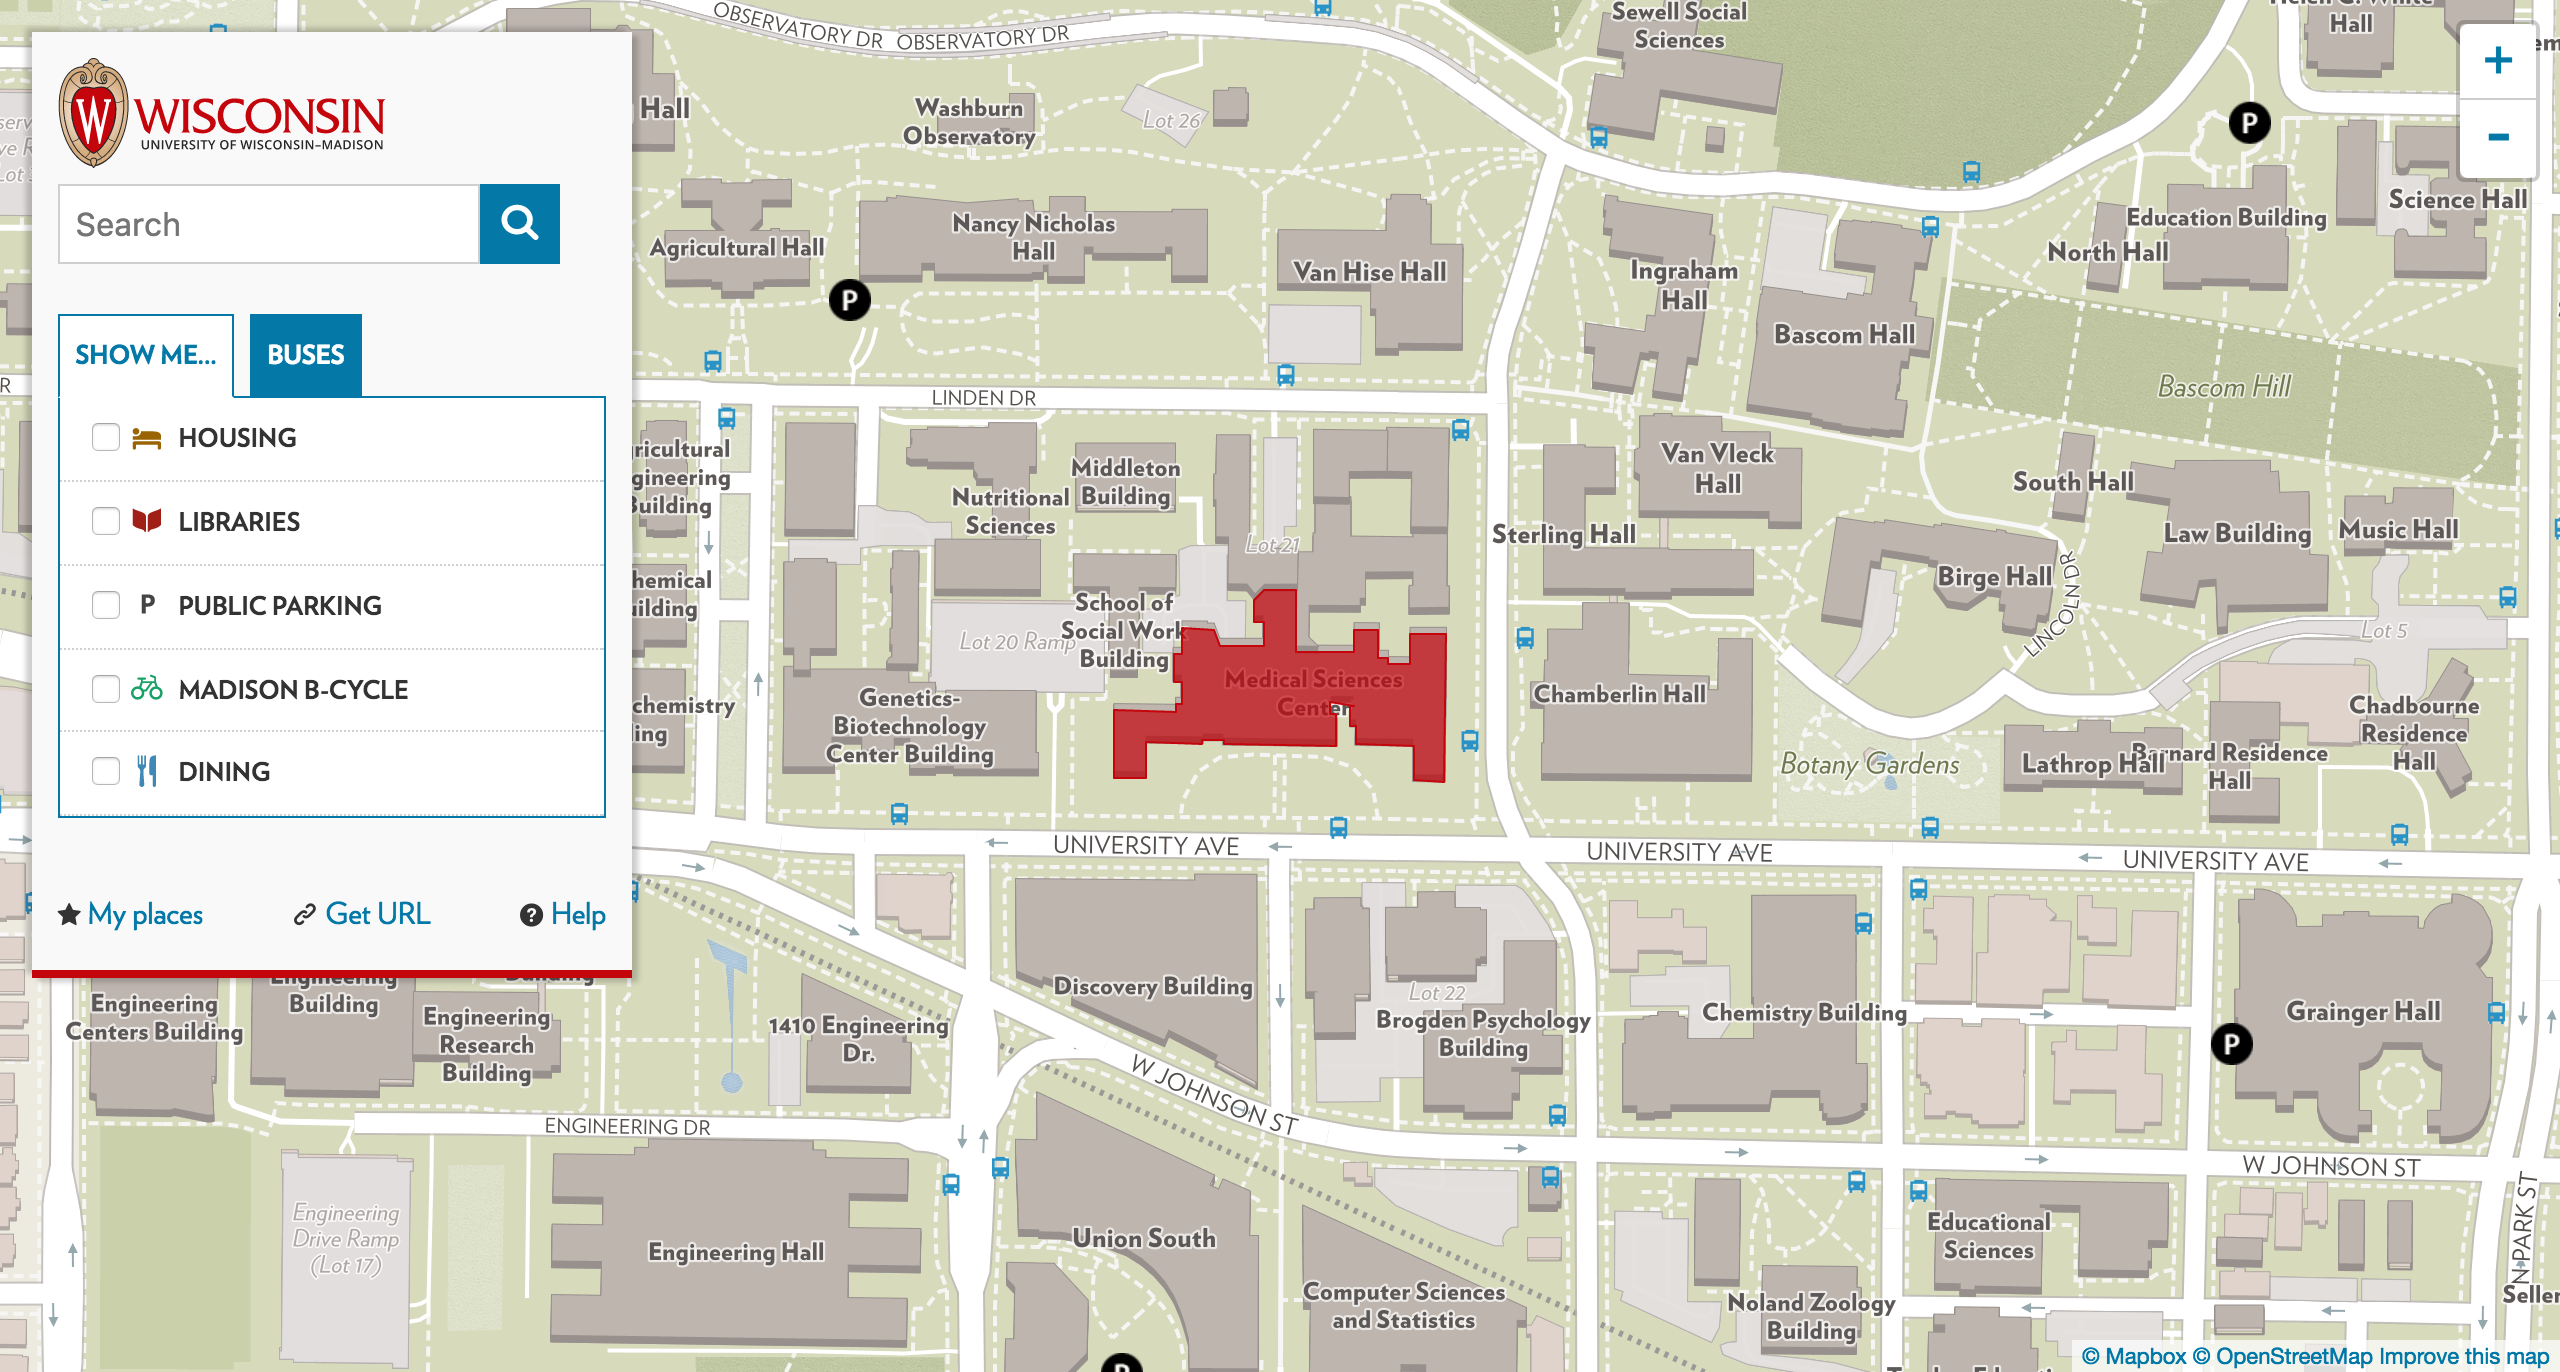 WISCONSIN
UNIVERSITY OF WISCONSIN–MADISON
Search
SHOW ME...
BUSES
HOUSING
LIBRARIES
P PUBLIC PARKING
MADISON B-CYCLE
DINING
My places
Get URL
Help
+
−
OBSERVATORY DR
OBSERVATORY DR
Sewell Social
Sciences
Hall
Hall
Washburn
Observatory
Lot 26
P
Science Hall
Agricultural Hall
Nancy Nicholas
Hall
Van Hise Hall
Ingraham
Hall
Bascom Hall
North Hall
Education Building
P
Bascom Hill
LINDEN DR
Middleton
Building
Nutritional
Sciences
Lot 21
Van Vleck
Hall
Sterling Hall
South Hall
Law Building
Music Hall
Birge Hall
LINCOLN DR
School of
Social Work
Building
Lot 20 Ramp
Medical Sciences
Center
Lot 5
Genetics-
Biotechnology
Center Building
Chamberlin Hall
Botany Gardens
Lathrop Hall
Barnard Residence
Hall
Chadbourne
Residence
Hall
UNIVERSITY AVE
UNIVERSITY AVE
UNIVERSITY AVE
Engineering
Centers Building
Engineering
Building
Building
Engineering
Research
Building
1410 Engineering
Dr.
Discovery Building
Lot 22
Brogden Psychology
Building
Chemistry Building
Grainger Hall
P
W JOHNSON ST
ENGINEERING DR
W JOHNSON ST
Engineering
Drive Ramp
(Lot 17)
Engineering Hall
Union South
Computer Sciences
and Statistics
Educational
Sciences
Noland Zoology
Building
N PARK ST
P
© Mapbox © OpenStreetMap Improve this map